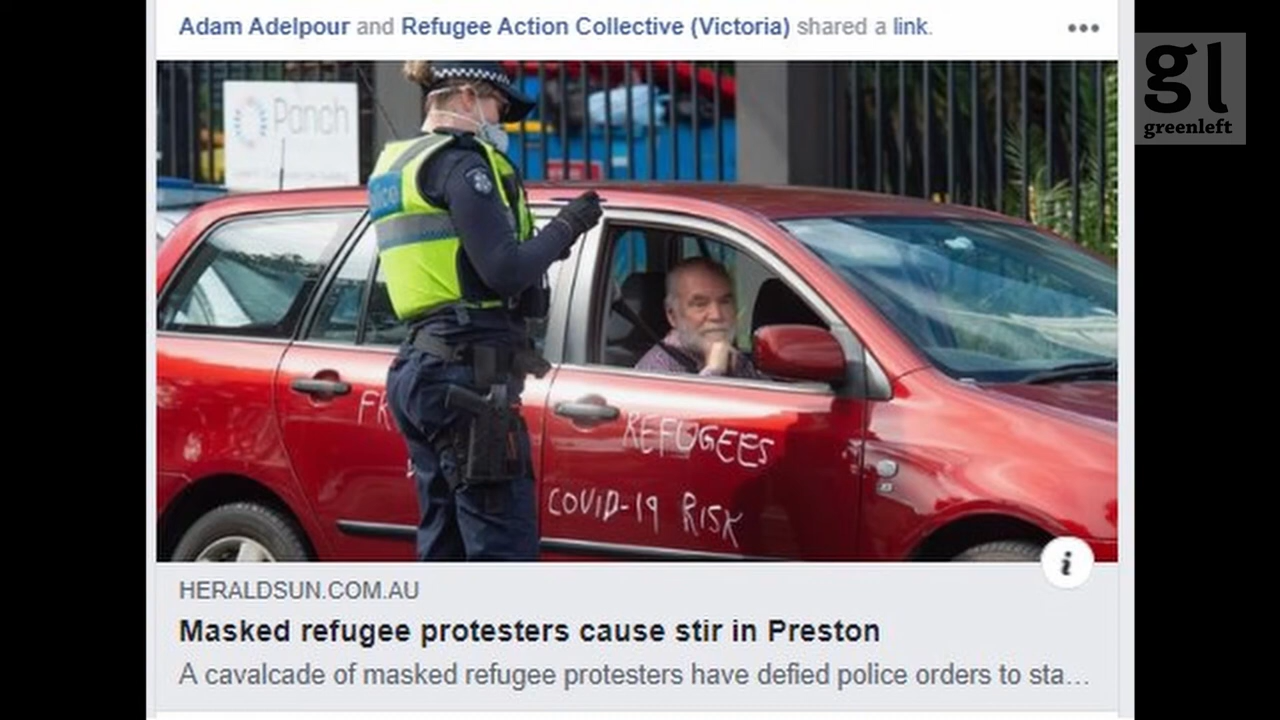 Adam Adelpour and Refugee Action Collective (Victoria) shared a link.
gl
greenleft
Panch
REFUGEES
COVID-19 RISK
HERALDSUN.COM.AU
Masked refugee protesters cause stir in Preston
A cavalcade of masked refugee protesters have defied police orders to sta...